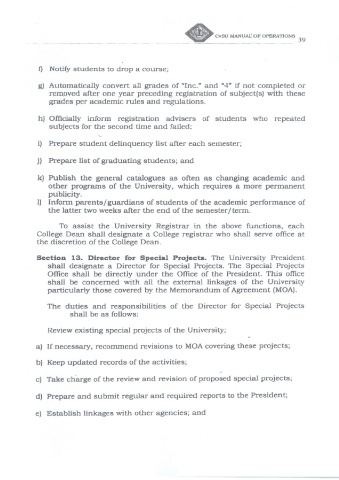 CvSU MANUAL OF OPERATIONS 39
f) Notify students to drop a course;
g) Automatically convert all grades of "Inc." and "4" if not completed or
removed after one year preceding registration of subject(s) with these
grades per academic rules and regulations.
h) Officially inform registration advisers of students who repeated
subjects for the second time and failed;
i) Prepare student delinquency list after each semester;
j) Prepare list of graduating students; and
k) Publish the general catalogues as often as changing academic and
other programs of the University, which requires a more permanent
publicity.
l) Inform parents/guardians of students of the academic performance of
the latter two weeks after the end of the semester/term.
To assist the University Registrar in the above functions, each
College Dean shall designate a College registrar who shall serve office at
the discretion of the College Dean.
Section 13. Director for Special Projects. The University President
shall designate a Director for Special Projects. The Special Projects
Office shall be directly under the Office of the President. This office
shall be concerned with all the external linkages of the University
particularly those covered by the Memorandum of Agreement (MOA).
The duties and responsibilities of the Director for Special Projects
shall be as follows:
Review existing special projects of the University;
a) If necessary, recommend revisions to MOA covering these projects;
b) Keep updated records of the activities;
c) Take charge of the review and revision of proposed special projects;
d) Prepare and submit regular and required reports to the President;
e) Establish linkages with other agencies; and